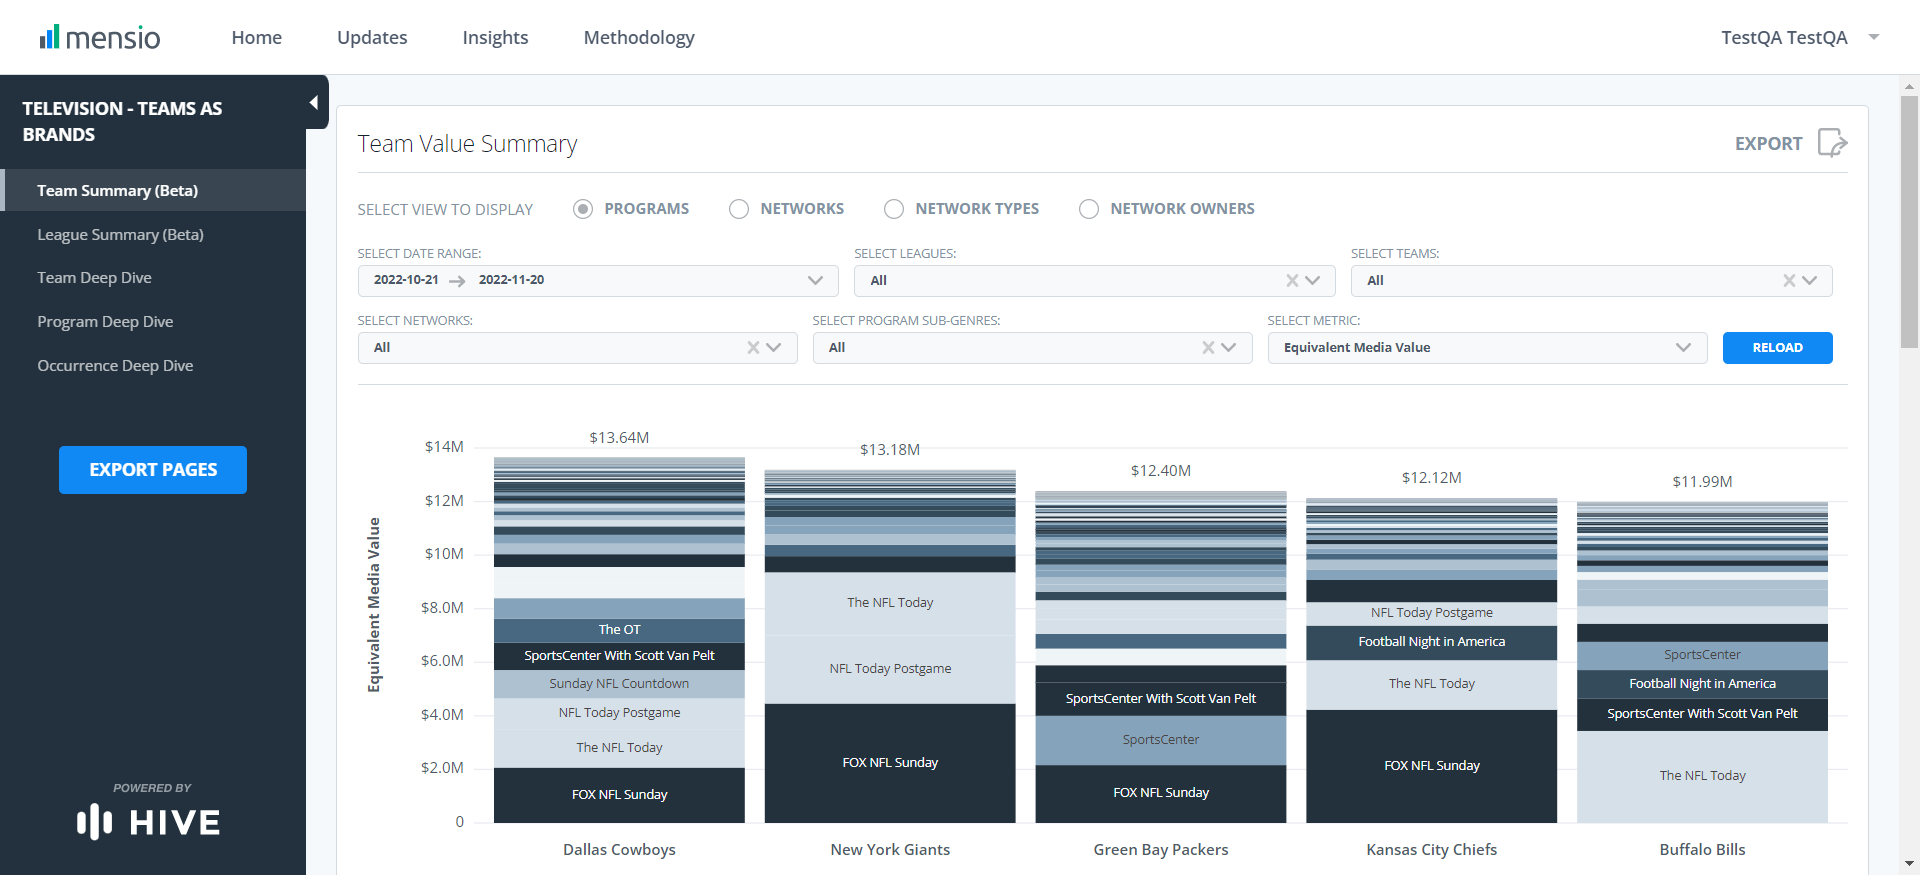 mensio
Home
Updates
Insights
Methodology
TestQA TestQA
TELEVISION - TEAMS AS
BRANDS
Team Summary (Beta)
League Summary (Beta)
Team Deep Dive
Program Deep Dive
Occurrence Deep Dive
EXPORT PAGES
POWERED BY
HIVE
Team Value Summary
EXPORT
SELECT VIEW TO DISPLAY
PROGRAMS
NETWORKS
NETWORK TYPES
NETWORK OWNERS
SELECT DATE RANGE:
2022-10-21
2022-11-20
SELECT LEAGUES:
All
SELECT TEAMS:
All
SELECT NETWORKS:
All
SELECT PROGRAM SUB-GENRES:
All
SELECT METRIC:
Equivalent Media Value
RELOAD
Equivalent Media Value
$14M
$12M
$10M
$8.0M
$6.0M
$4.0M
$2.0M
0
$13.64M
The OT
SportsCenter With Scott Van Pelt
Sunday NFL Countdown
NFL Today Postgame
The NFL Today
FOX NFL Sunday
Dallas Cowboys
$13.18M
The NFL Today
NFL Today Postgame
FOX NFL Sunday
New York Giants
$12.40M
SportsCenter With Scott Van Pelt
SportsCenter
FOX NFL Sunday
Green Bay Packers
$12.12M
NFL Today Postgame
Football Night in America
The NFL Today
FOX NFL Sunday
Kansas City Chiefs
$11.99M
SportsCenter
Football Night in America
SportsCenter With Scott Van Pelt
The NFL Today
Buffalo Bills